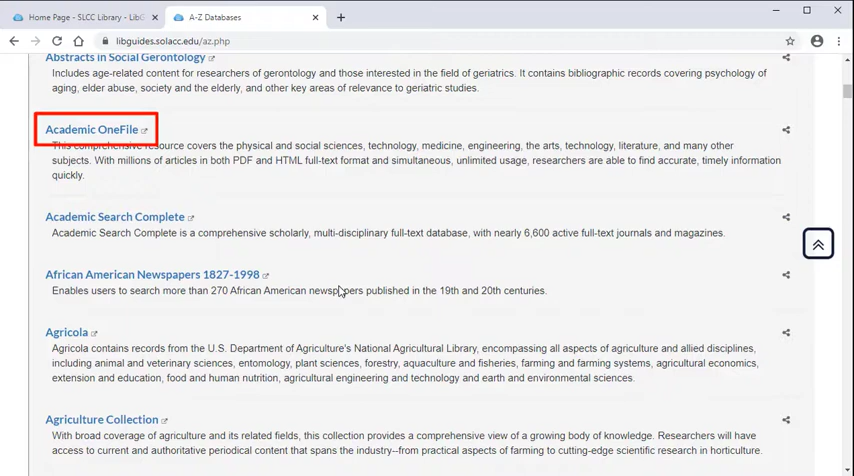 Home Page - SLCC Library - LibG
A-Z Databases
libguides.solacc.edu/az.php
Abstracts in Social Gerontology
Includes age-related content for researchers of gerontology and those interested in the field of geriatrics. It contains bibliographic records covering psychology of
aging, elder abuse, society and the elderly, and other key areas of relevance to geriatric studies.
Academic OneFile
This comprehensive resource covers the physical and social sciences, technology, medicine, engineering, the arts, technology, literature, and many other
subjects. With millions of articles in both PDF and HTML full-text format and simultaneous, unlimited usage, researchers are able to find accurate, timely information
quickly.
Academic Search Complete
Academic Search Complete is a comprehensive scholarly, multi-disciplinary full-text database, with nearly 6,600 active full-text journals and magazines.
African American Newspapers 1827-1998
Enables users to search more than 270 African American newspapers published in the 19th and 20th centuries.
Agricola
Agricola contains records from the U.S. Department of Agriculture's National Agricultural Library, encompassing all aspects of agriculture and allied disciplines,
including animal and veterinary sciences, entomology, plant sciences, forestry, aquaculture and fisheries, farming and farming systems, agricultural economics,
extension and education, food and human nutrition, agricultural engineering and technology and earth and environmental sciences.
Agriculture Collection
With broad coverage of agriculture and its related fields, this collection provides a comprehensive view of a growing body of knowledge. Researchers will have
access to current and authoritative periodical content that spans the industry--from practical aspects of farming to cutting-edge scientific research in horticulture.